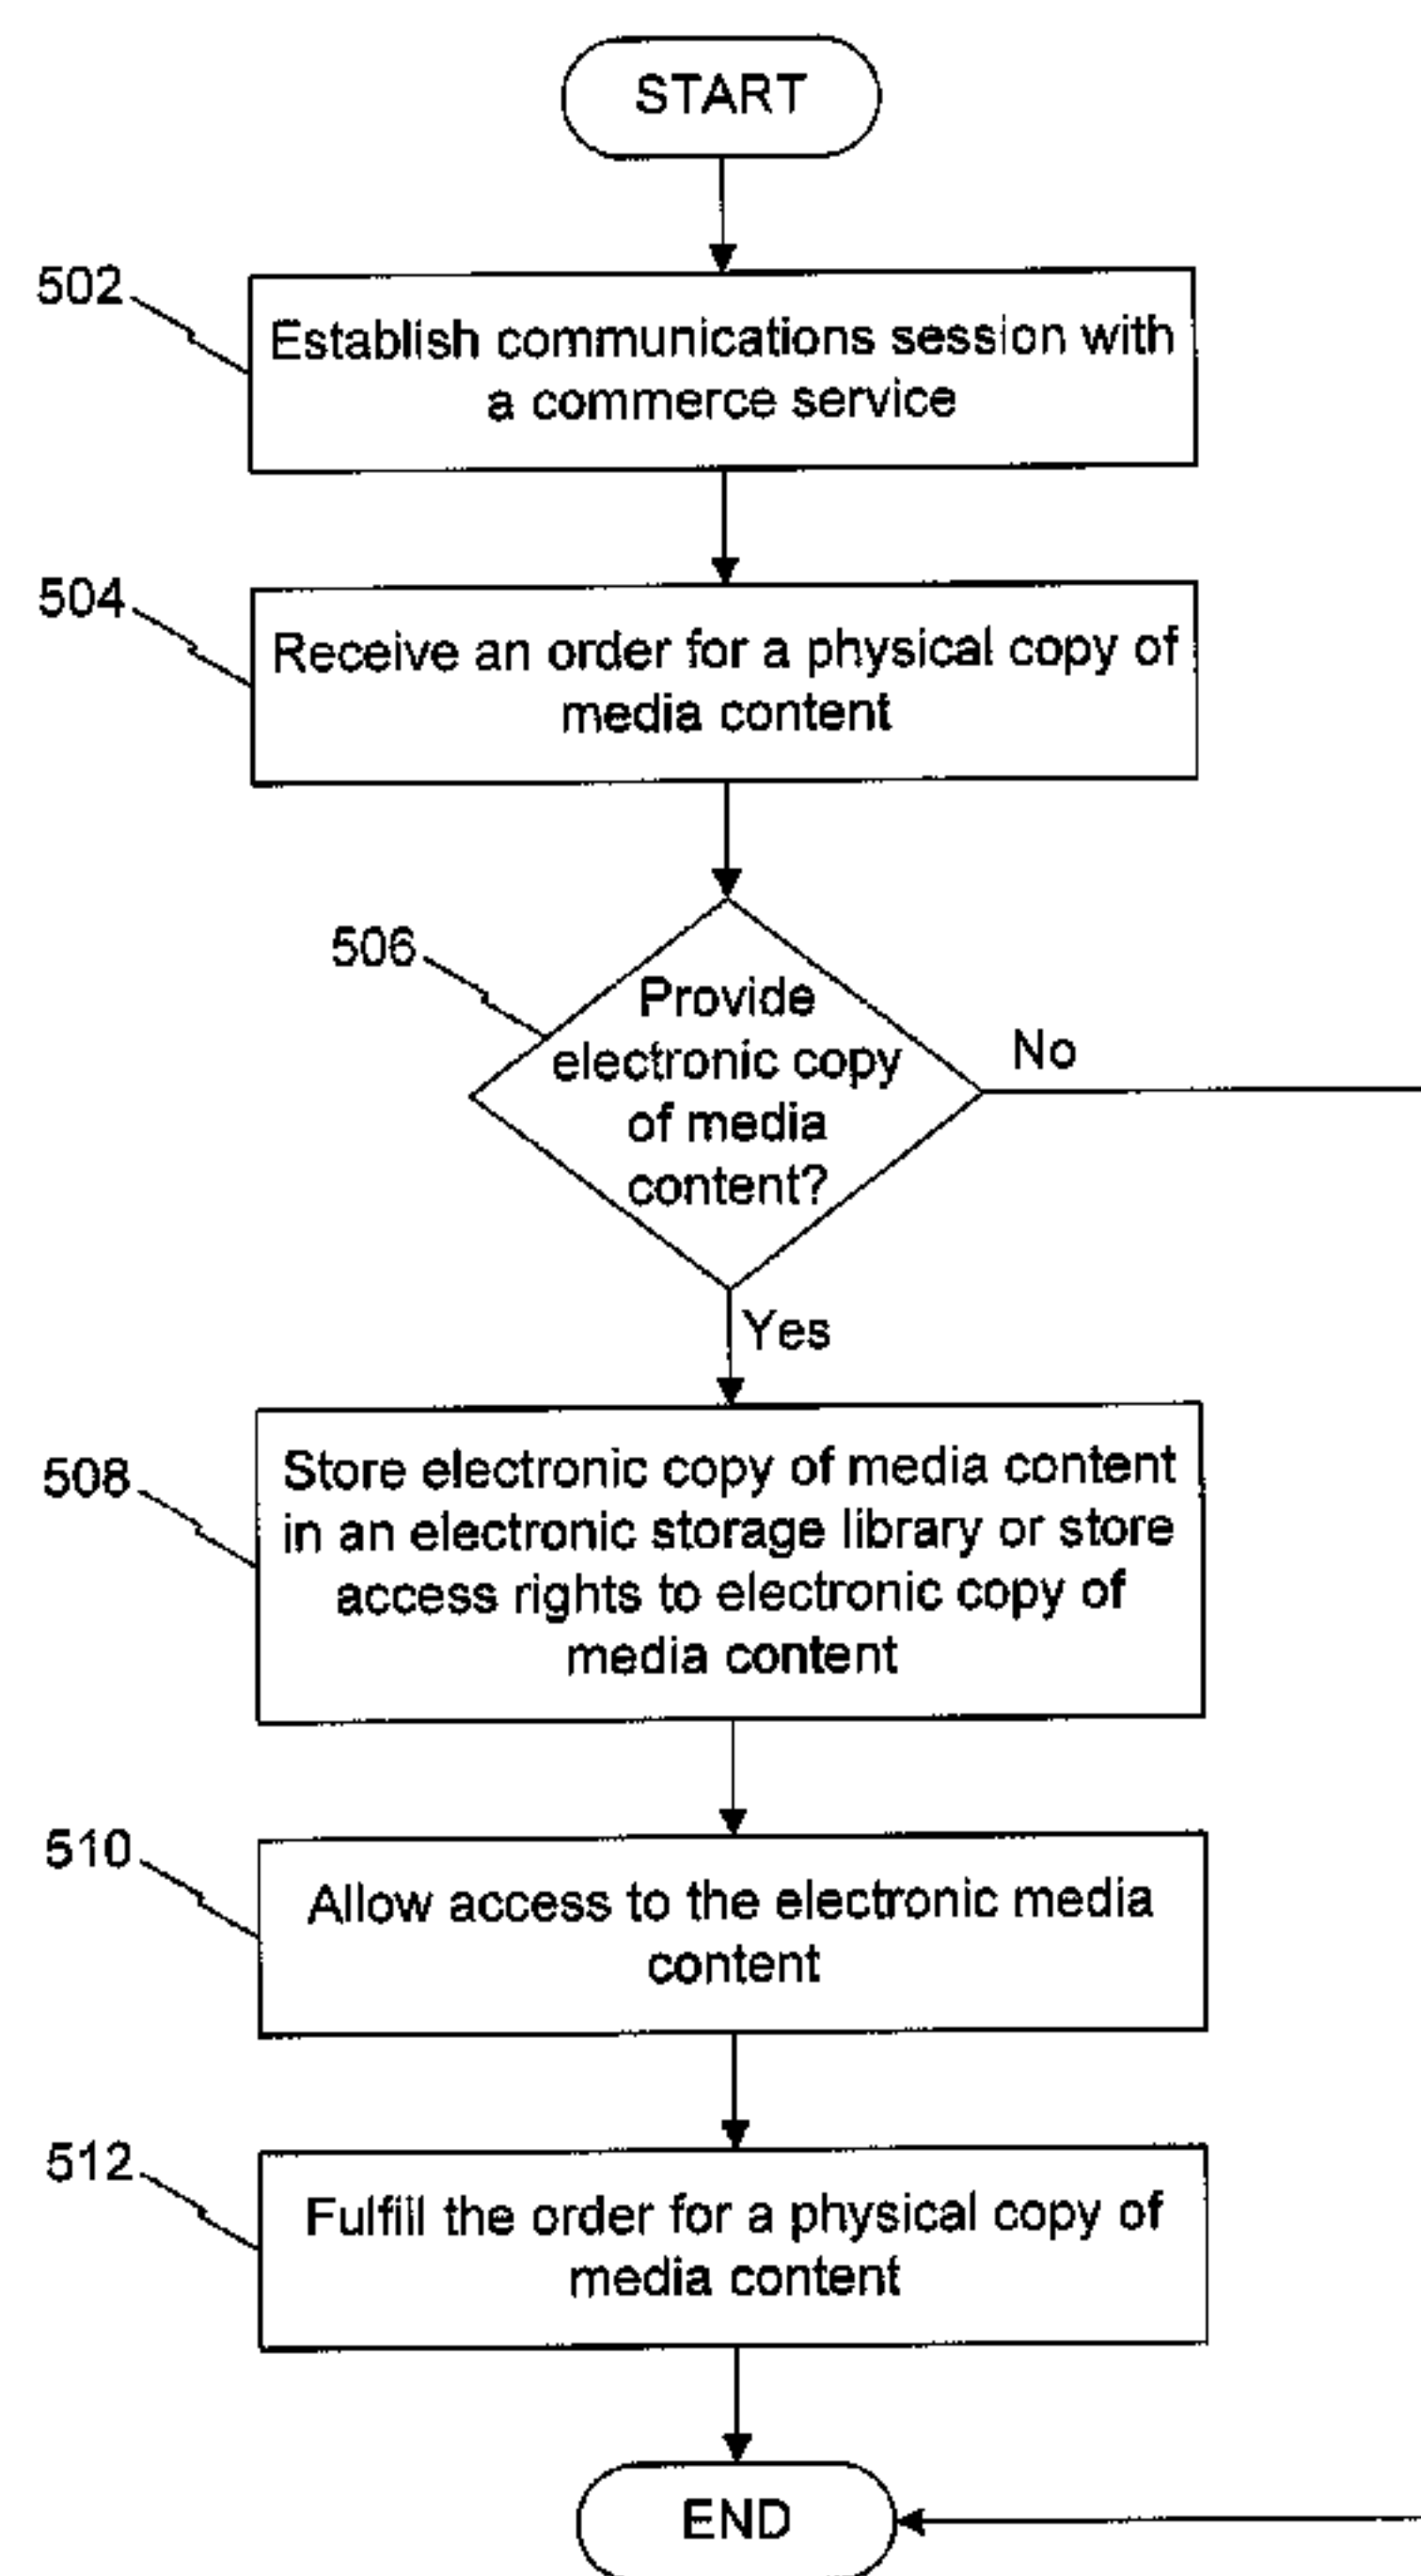 START
502
Establish communications session with
a commerce service
504
Receive an order for a physical copy of
media content
506
Provide
electronic copy
of media
content?
No
Yes
508
Store electronic copy of media content
in an electronic storage library or store
access rights to electronic copy of
media content
510
Allow access to the electronic media
content
512
Fulfill the order for a physical copy of
media content
END